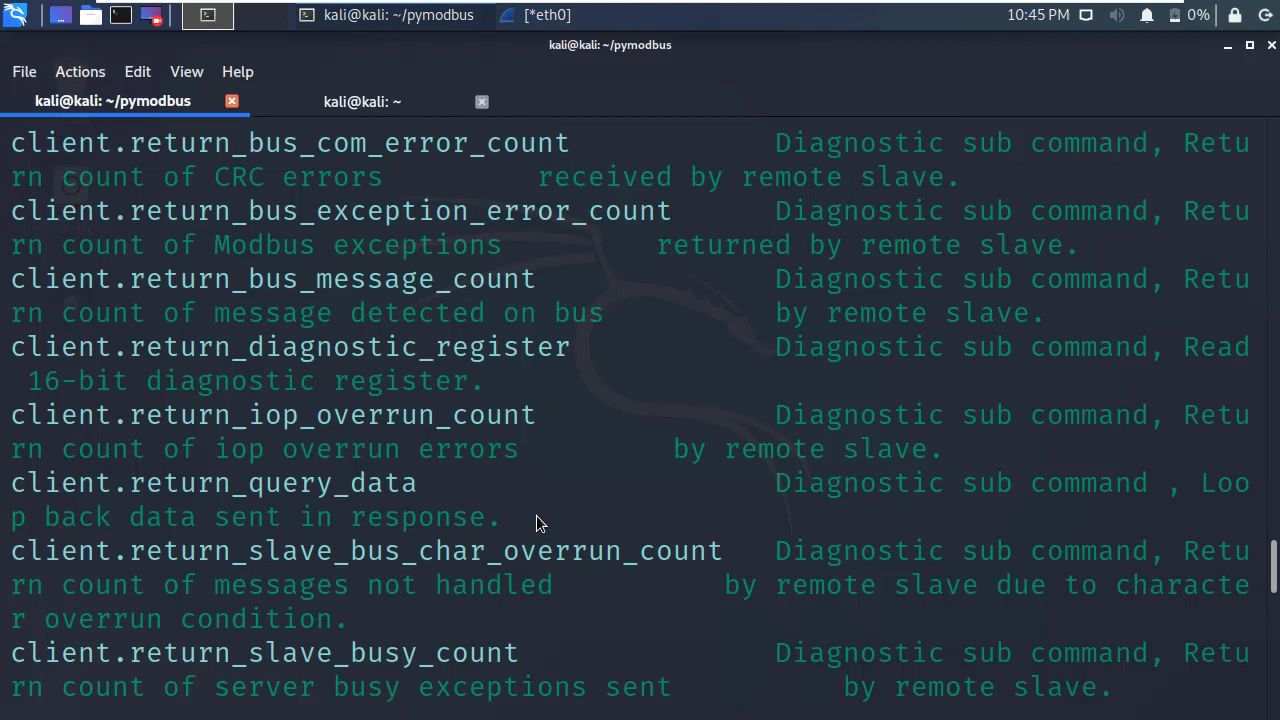 kali@kali: ~/pymodbus
[*eth0]
10:45 PM
0%
kali@kali: ~/pymodbus
File Actions Edit View Help
kali@kali: ~/pymodbus
kali@kali: ~
client.return_bus_com_error_count Diagnostic sub command, Retu
rn count of CRC errors received by remote slave.
client.return_bus_exception_error_count Diagnostic sub command, Retu
rn count of Modbus exceptions returned by remote slave.
client.return_bus_message_count Diagnostic sub command, Retu
rn count of message detected on bus by remote slave.
client.return_diagnostic_register Diagnostic sub command, Read
16-bit diagnostic register.
client.return_iop_overrun_count Diagnostic sub command, Retu
rn count of iop overrun errors by remote slave.
client.return_query_data Diagnostic sub command , Loo
p back data sent in response.
client.return_slave_bus_char_overrun_count Diagnostic sub command, Retu
rn count of messages not handled by remote slave due to characte
r overrun condition.
client.return_slave_busy_count Diagnostic sub command, Retu
rn count of server busy exceptions sent by remote slave.